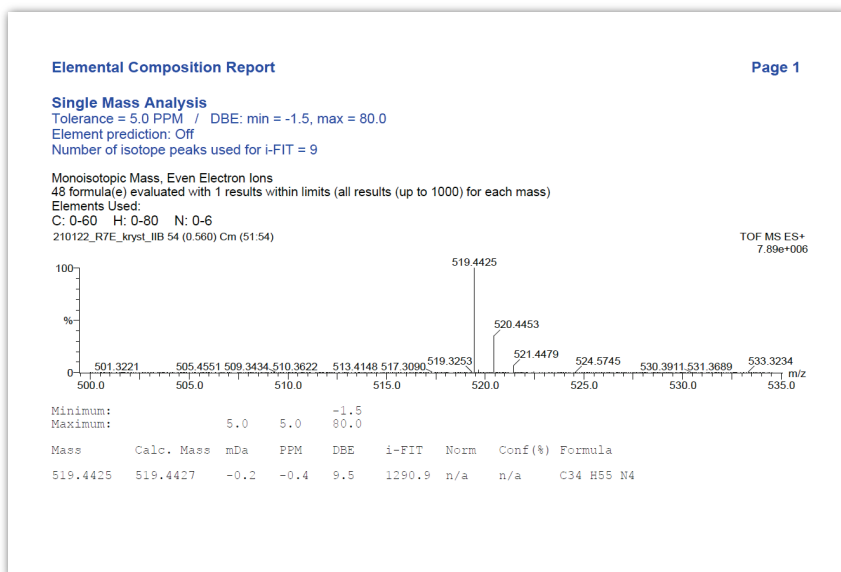 Elemental Composition Report Page 1
Single Mass Analysis
Tolerance = 5.0 PPM / DBE: min = -1.5, max = 80.0
Element prediction: Off
Number of isotope peaks used for i-FIT = 9
Monoisotopic Mass, Even Electron Ions
48 formula(e) evaluated with 1 results within limits (all results (up to 1000) for each mass)
Elements Used:
C: 0-60 H: 0-80 N: 0-6
210122_R7E_kryst_IIB 54 (0.560) Cm (51:54) TOF MS ES+
7.89e+006
519.4425
100
520.4453
%
521.4479
501.3221 505.4551 509.3434 510.3622 513.4148 517.3090 519.3253 524.5745 530.3911 531.3689 533.3234
0
500.0 505.0 510.0 515.0 520.0 525.0 530.0 535.0 m/z
Minimum: -1.5
Maximum: 5.0 5.0 80.0
Mass Calc. Mass mDa PPM DBE i-FIT Norm Conf(%) Formula
519.4425 519.4427 -0.2 -0.4 9.5 1290.9 n/a n/a C34 H55 N4